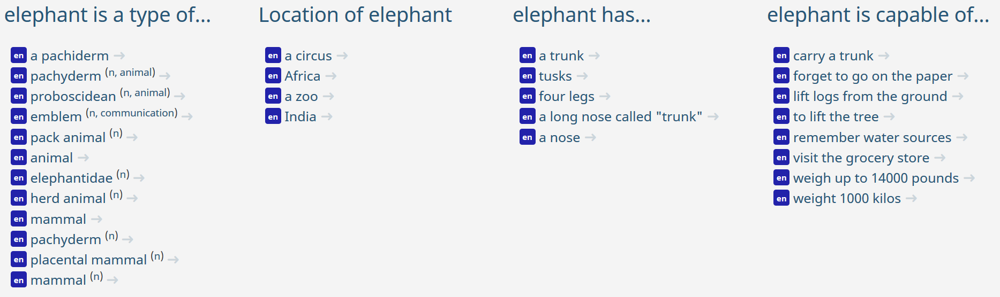 elephant is a type of...
en a pachiderm →
en pachyderm (n, animal) →
en proboscidean (n, animal) →
en emblem (n, communication) →
en pack animal (n) →
en animal →
en elephantidae (n) →
en herd animal (n) →
en mammal →
en pachyderm (n) →
en placental mammal (n) →
en mammal (n) →
Location of elephant
en a circus →
en Africa →
en a zoo →
en India →
elephant has...
en a trunk →
en tusks →
en four legs →
en a long nose called "trunk" →
en a nose →
elephant is capable of...
en carry a trunk →
en forget to go on the paper →
en lift logs from the ground →
en to lift the tree →
en remember water sources →
en visit the grocery store →
en weigh up to 14000 pounds →
en weight 1000 kilos →